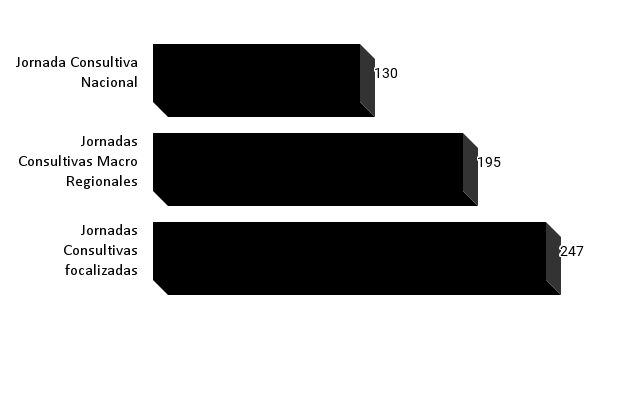 Jornada Consultiva
Nacional
130
Jornadas
Consultivas Macro
Regionales
195
Jornadas
Consultivas
focalizadas
247